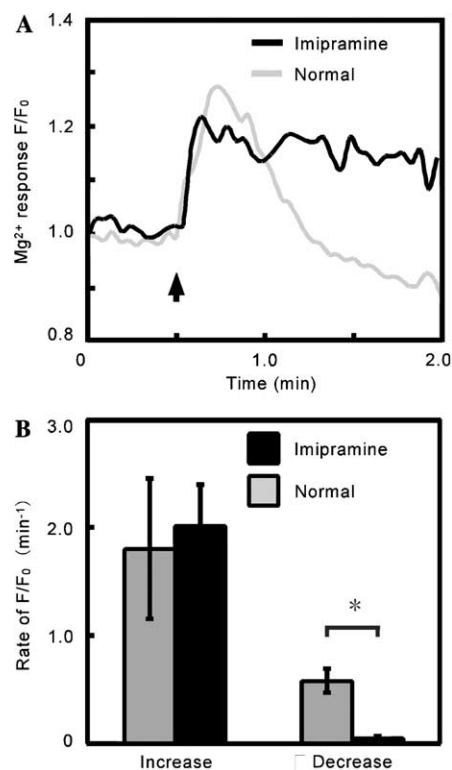 A
1.4
1.2
1.0
0.8
Mg²⁺ response F/F₀
Imipramine
Normal
0
1.0
2.0
Time (min)
B
3.0
2.0
1.0
0
Rate of F/F₀ (min⁻¹)
Imipramine
Normal
*
Increase
Decrease